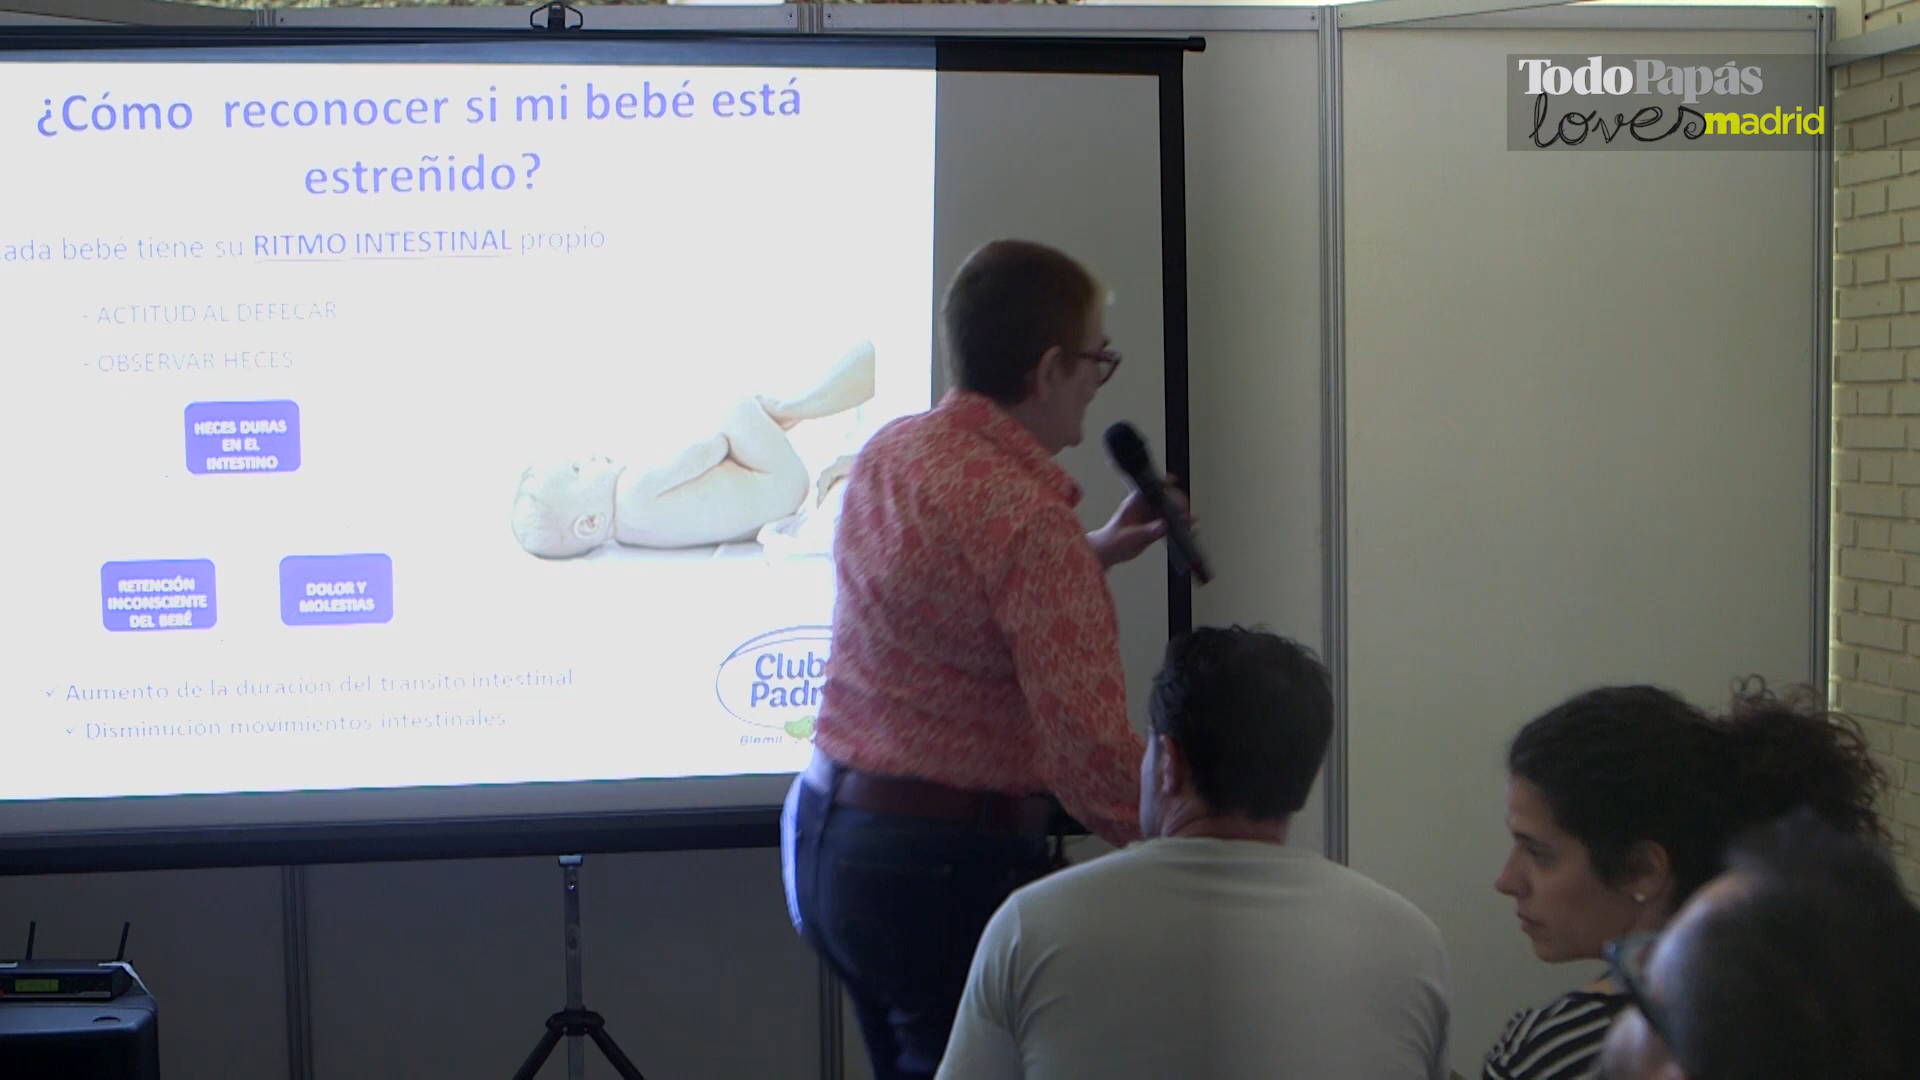 TodoPapás
loves madrid
¿Cómo reconocer si mi bebé está
estreñido?
ada bebé tiene su RITMO INTESTINAL propio
- ACTITUD AL DEFECAR
- OBSERVAR HECES
HECES DURAS
EN EL
INTESTINO
RETENCIÓN
INCONSCIENTE
DEL BEBÉ
DOLOR Y
MOLESTIAS
✓ Aumento de la duración del tránsito intestinal
✓ Disminución movimientos intestinales
Club
Padr
Blemil